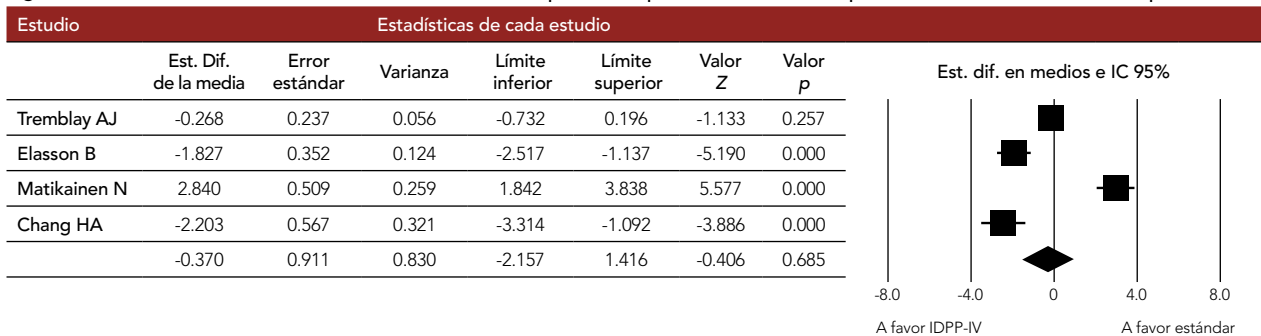 Estudio Estadísticas de cada estudio
Est. Dif. de la media Error estándar Varianza Límite inferior Límite superior Valor Z Valor p Est. dif. en medios e IC 95%
Tremblay AJ -0.268 0.237 0.056 -0.732 0.196 -1.133 0.257
Elasson B -1.827 0.352 0.124 -2.517 -1.137 -5.190 0.000
Matikainen N 2.840 0.509 0.259 1.842 3.838 5.577 0.000
Chang HA -2.203 0.567 0.321 -3.314 -1.092 -3.886 0.000
-0.370 0.911 0.830 -2.157 1.416 -0.406 0.685
-8.0 -4.0 0 4.0 8.0
A favor IDPP-IV A favor estándar